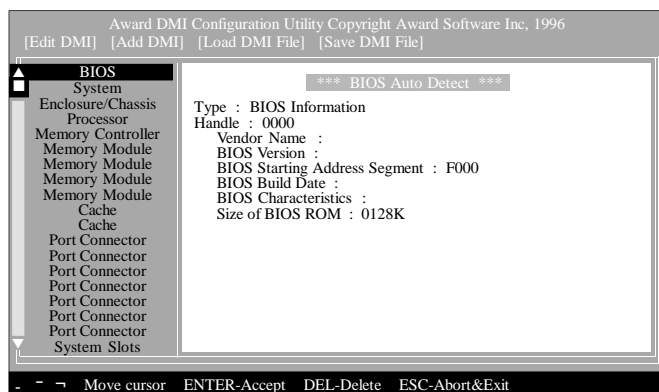 Award DMI Configuration Utility Copyright Award Software Inc, 1996
[Edit DMI] [Add DMI] [Load DMI File] [Save DMI File]
BIOS
System
Enclosure/Chassis
Processor
Memory Controller
Memory Module
Memory Module
Memory Module
Memory Module
Cache
Cache
Port Connector
Port Connector
Port Connector
Port Connector
Port Connector
Port Connector
Port Connector
System Slots
*** BIOS Auto Detect ***
Type : BIOS Information
Handle : 0000
Vendor Name :
BIOS Version :
BIOS Starting Address Segment : F000
BIOS Build Date :
BIOS Characteristics :
Size of BIOS ROM : 0128K
- ¯ ¬ Move cursor ENTER-Accept DEL-Delete ESC-Abort&Exit